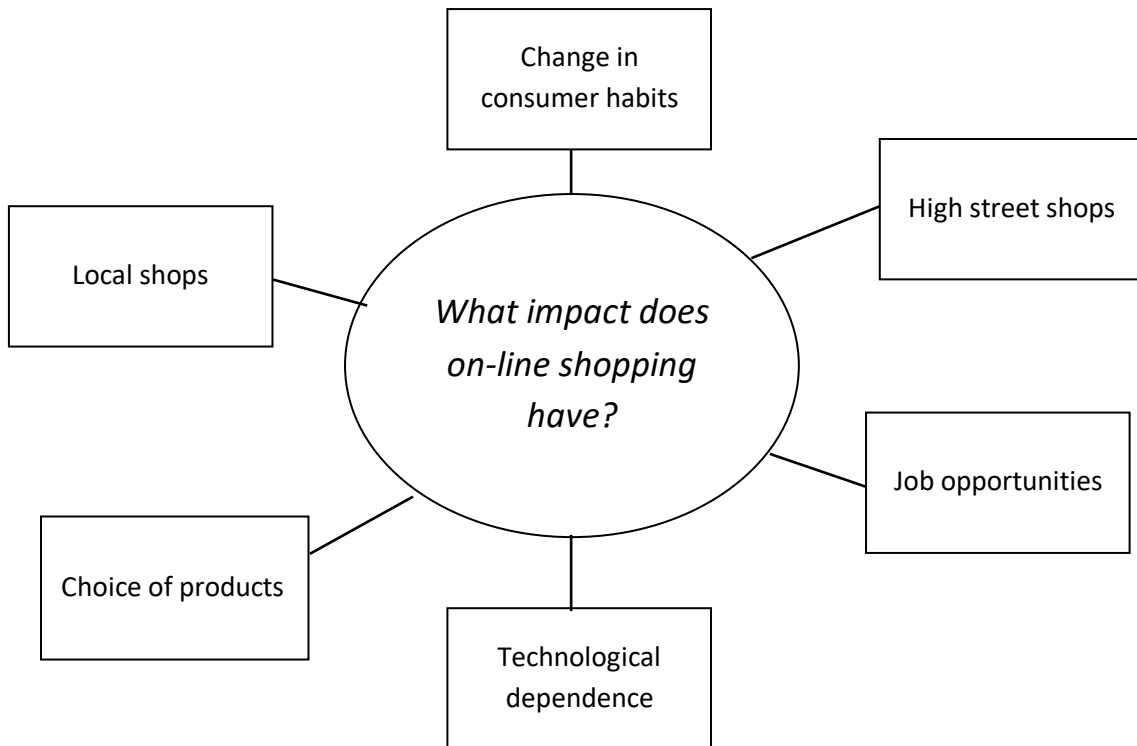 Change in
consumer habits
High street shops
Local shops
What impact does
on-line shopping
have?
Job opportunities
Choice of products
Technological
dependence